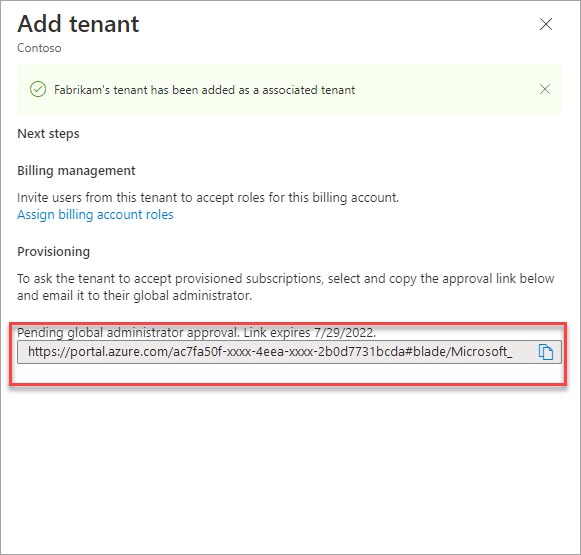 Add tenant
Contoso
Fabrikam's tenant has been added as a associated tenant
Next steps
Billing management
Invite users from this tenant to accept roles for this billing account.
Assign billing account roles
Provisioning
To ask the tenant to accept provisioned subscriptions, select and copy the approval link below
and email it to their global administrator.
Pending global administrator approval. Link expires 7/29/2022.
https://portal.azure.com/ac7fa50f-xxxx-4eea-xxxx-2b0d7731bcda#blade/Microsoft_